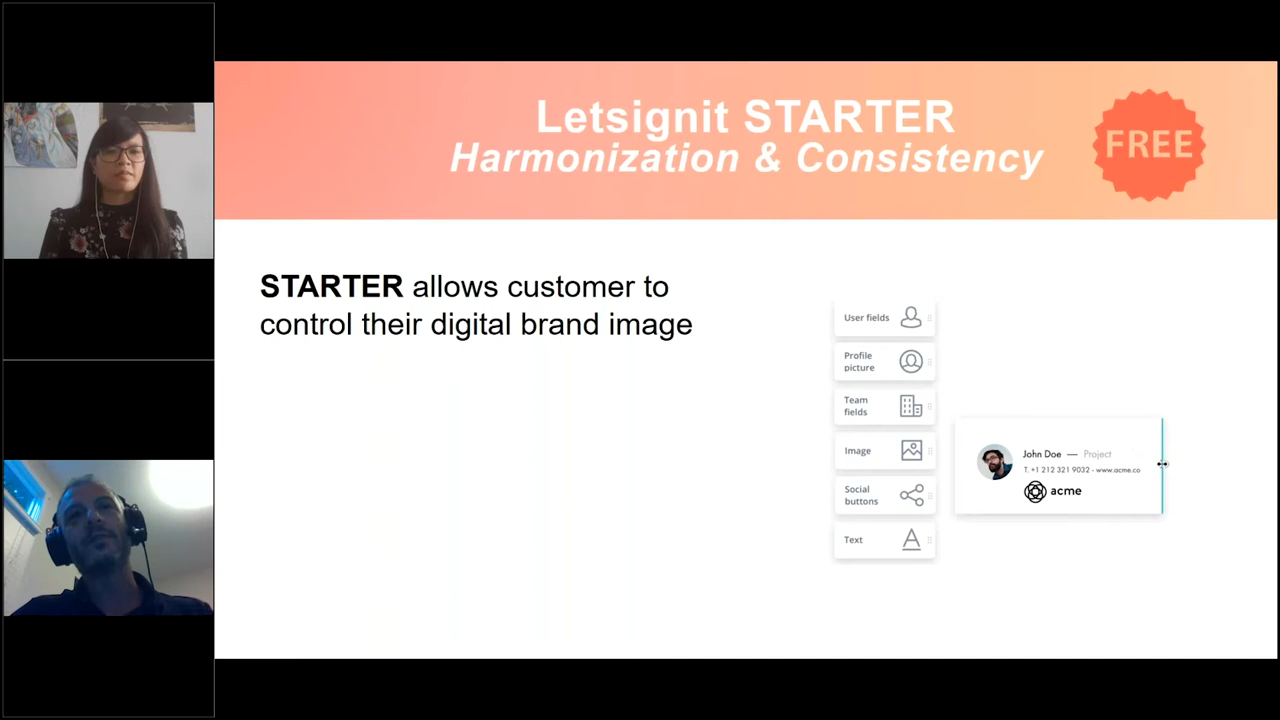 Letsignit STARTER
Harmonization & Consistency
FREE
STARTER allows customer to
control their digital brand image
User fields
Profile
picture
Team
fields
Image
Social
buttons
Text
John Doe — Project
T. +1 212 321 9032 - www.acme.co
acme